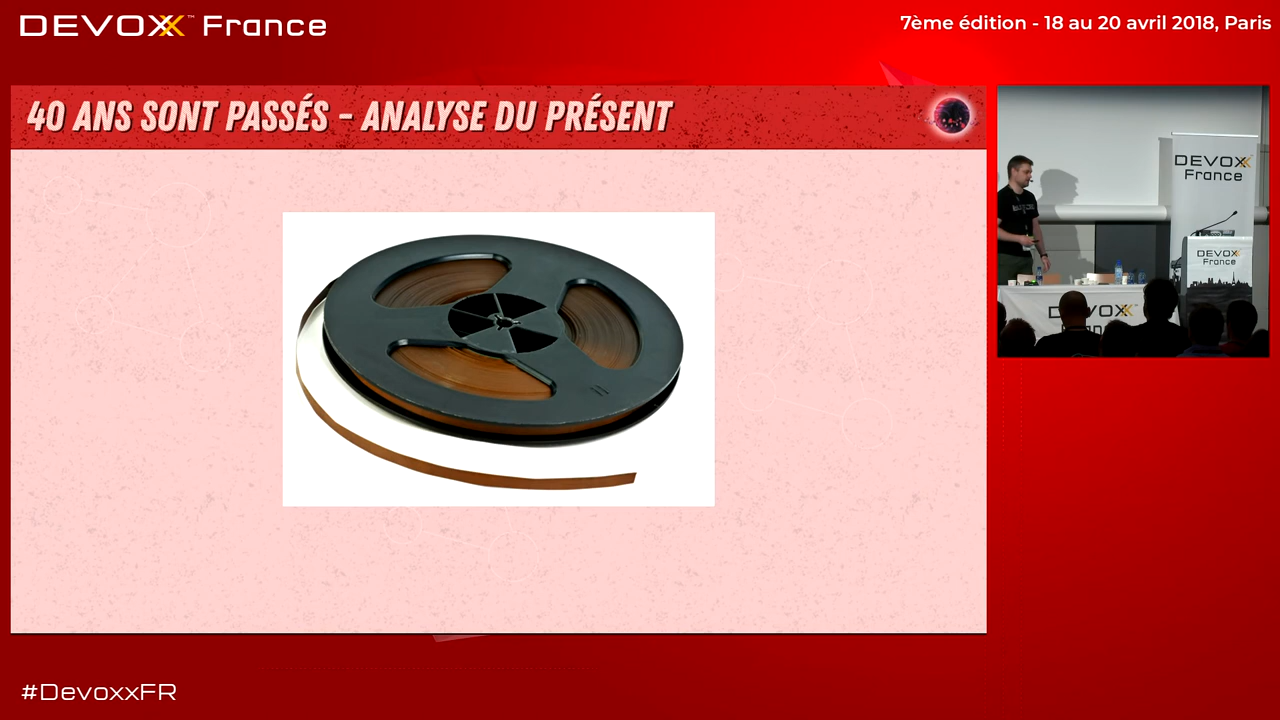 DEVOXX™ France
7ème édition - 18 au 20 avril 2018, Paris
40 ANS SONT PASSÉS - ANALYSE DU PRÉSENT
DEVOXX
France
DEVOXX
France
DEVOXX
#DevoxxFR